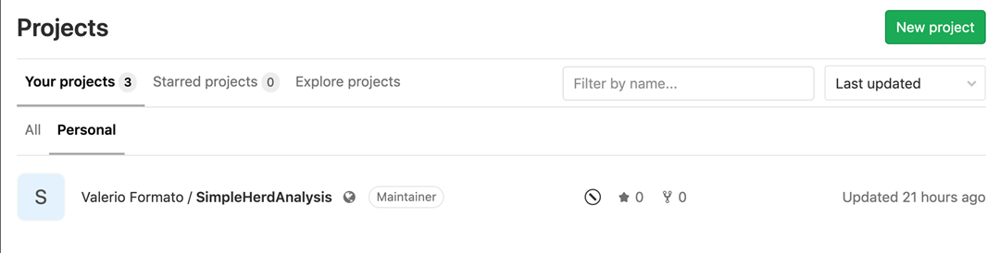 Projects
New project
Your projects 3 Starred projects 0 Explore projects
Filter by name...
Last updated
All Personal
S Valerio Formato / SimpleHerdAnalysis Maintainer 0 0 Updated 21 hours ago